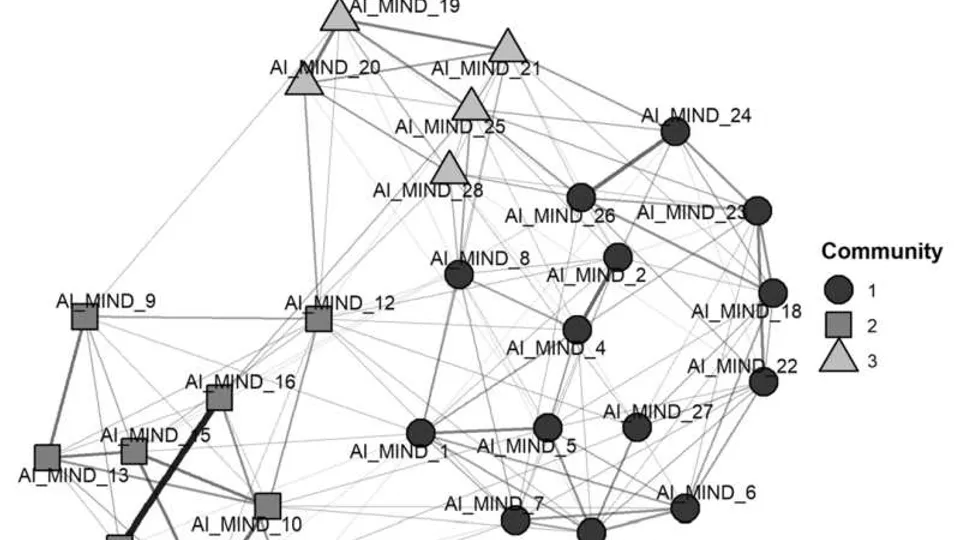 AI_MIND_19
AI_MIND_20
AI_MIND_21
AI_MIND_25
AI_MIND_24
AI_MIND_28
AI_MIND_26
AI_MIND_23
AI_MIND_8
AI_MIND_2
Community
1
2
3
AI_MIND_9
AI_MIND_12
AI_MIND_18
AI_MIND_4
AI_MIND_22
AI_MIND_16
AI_MIND_27
AI_MIND_15
AI_MIND_1
AI_MIND_5
AI_MIND_13
AI_MIND_6
AI_MIND_7
AI_MIND_10